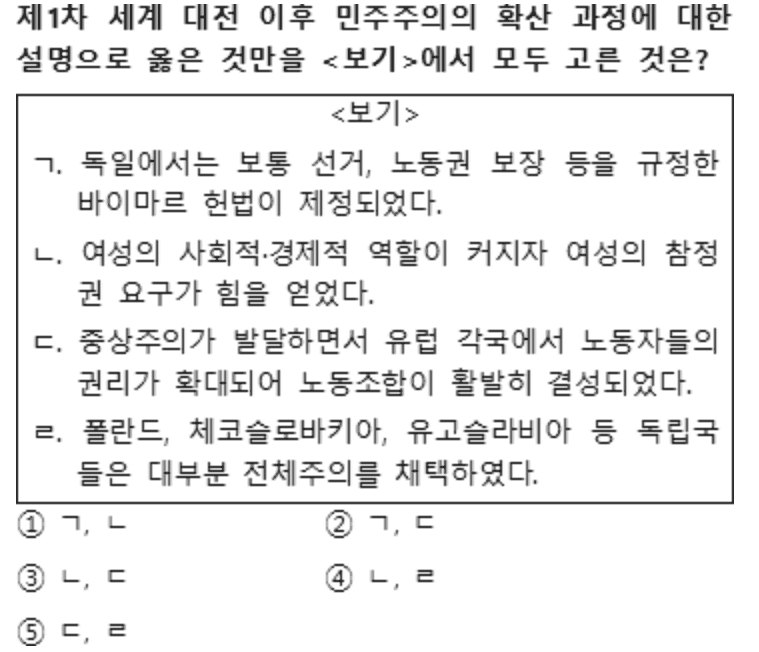 제1차 세계 대전 이후 민주주의의 확산 과정에 대한
설명으로 옳은 것만을 <보기>에서 모두 고른 것은?
<보기>
ㄱ. 독일에서는 보통 선거, 노동권 보장 등을 규정한
바이마르 헌법이 제정되었다.
ㄴ. 여성의 사회적·경제적 역할이 커지자 여성의 참정
권 요구가 힘을 얻었다.
ㄷ. 중상주의가 발달하면서 유럽 각국에서 노동자들의
권리가 확대되어 노동조합이 활발히 결성되었다.
ㄹ. 폴란드, 체코슬로바키아, 유고슬라비아 등 독립국
들은 대부분 전체주의를 채택하였다.
① ㄱ, ㄴ ② ㄱ, ㄷ
③ ㄴ, ㄷ ④ ㄴ, ㄹ
⑤ ㄷ, ㄹ